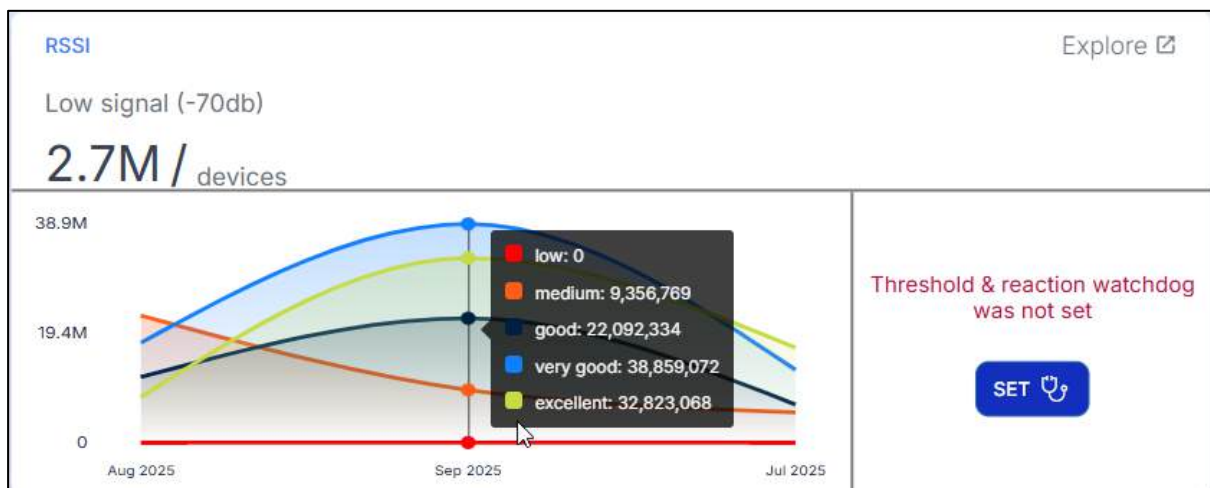 RSSI
Explore
Low signal (-70db)
2.7M / devices
38.9M
19.4M
0
low: 0
medium: 9,356,769
good: 22,092,334
very good: 38,859,072
excellent: 32,823,068
Aug 2025
Sep 2025
Jul 2025
Threshold & reaction watchdog
was not set
SET